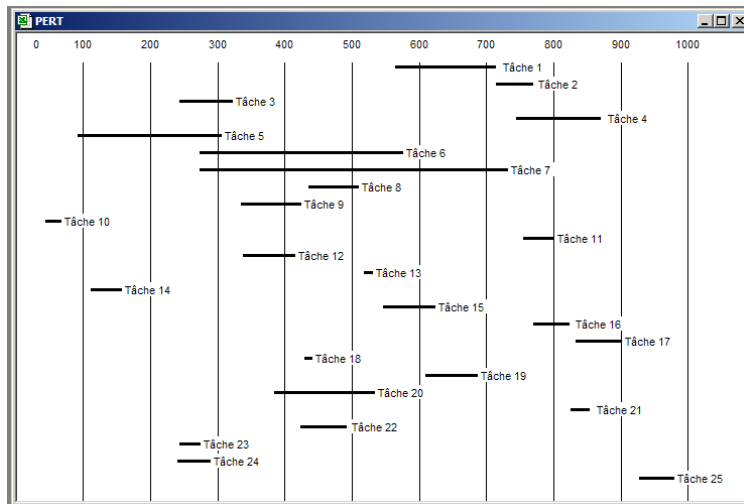 PERT
0 100 200 300 400 500 600 700 800 900 1000
Tâche 1
Tâche 2
Tâche 3
Tâche 4
Tâche 5
Tâche 6
Tâche 7
Tâche 8
Tâche 9
Tâche 10
Tâche 11
Tâche 12
Tâche 13
Tâche 14
Tâche 15
Tâche 16
Tâche 17
Tâche 18
Tâche 19
Tâche 20
Tâche 21
Tâche 22
Tâche 23
Tâche 24
Tâche 25